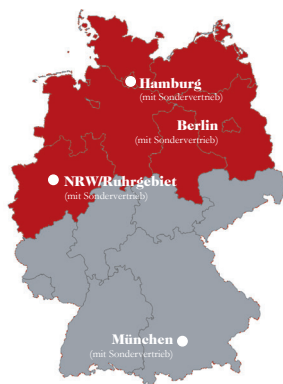 Hamburg
(mit Sondervertrieb)
Berlin
(mit Sondervertrieb)
NRW/Ruhrgebiet
(mit Sondervertrieb)
München
(mit Sondervertrieb)